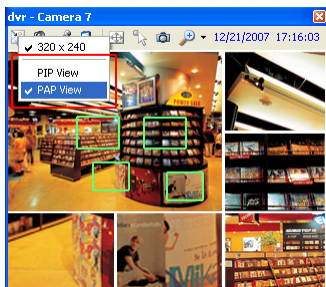 dvr - Camera 7
12/21/2007 17:16:03
✓ 320 x 240
PIP View
✓ PAP View